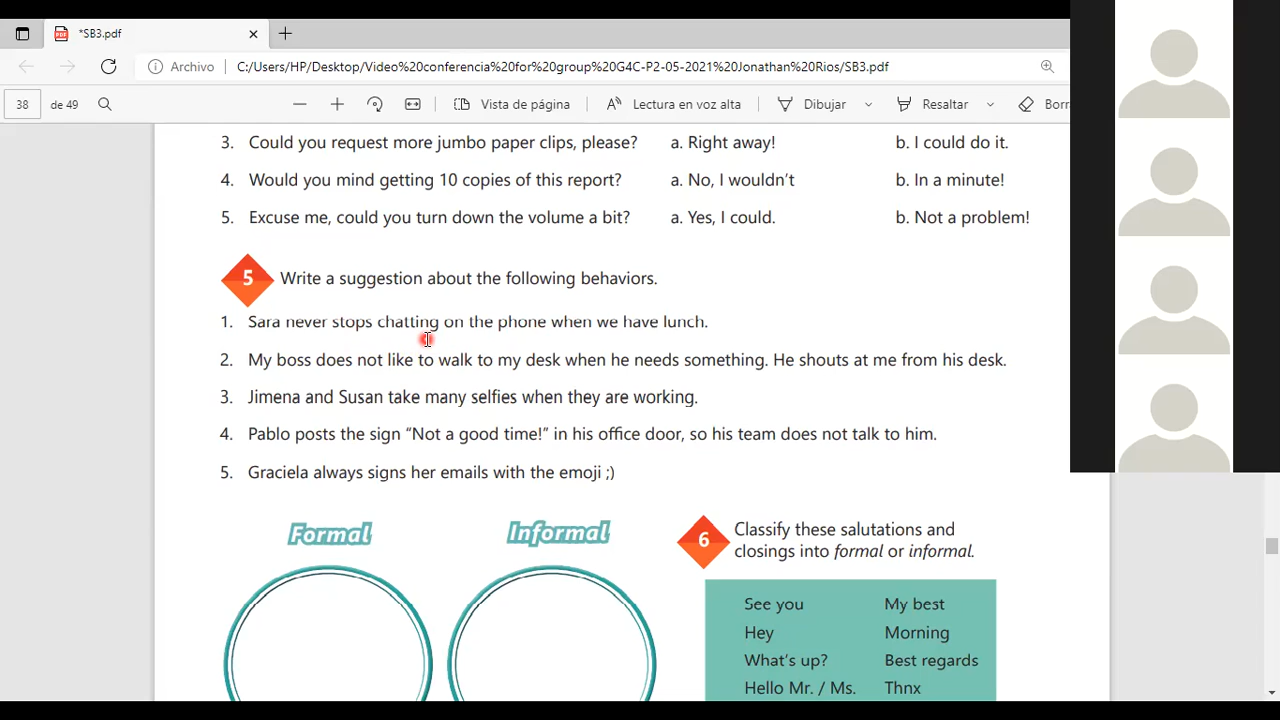 *SB3.pdf
Archivo C:/Users/HP/Desktop/Video%20conferencia%20for%20group%20G4C-P2-05-2021%20Jonathan%20Rios/SB3.pdf
38 de 49 Vista de página Lectura en voz alta Dibujar Resaltar Borr
3. Could you request more jumbo paper clips, please? a. Right away! b. I could do it.
4. Would you mind getting 10 copies of this report? a. No, I wouldn't b. In a minute!
5. Excuse me, could you turn down the volume a bit? a. Yes, I could. b. Not a problem!
5 Write a suggestion about the following behaviors.
1. Sara never stops chatting on the phone when we have lunch.
2. My boss does not like to walk to my desk when he needs something. He shouts at me from his desk.
3. Jimena and Susan take many selfies when they are working.
4. Pablo posts the sign “Not a good time!” in his office door, so his team does not talk to him.
5. Graciela always signs her emails with the emoji ;)
Formal Informal
6 Classify these salutations and
closings into formal or informal.
See you My best
Hey Morning
What's up? Best regards
Hello Mr. / Ms. Thnx